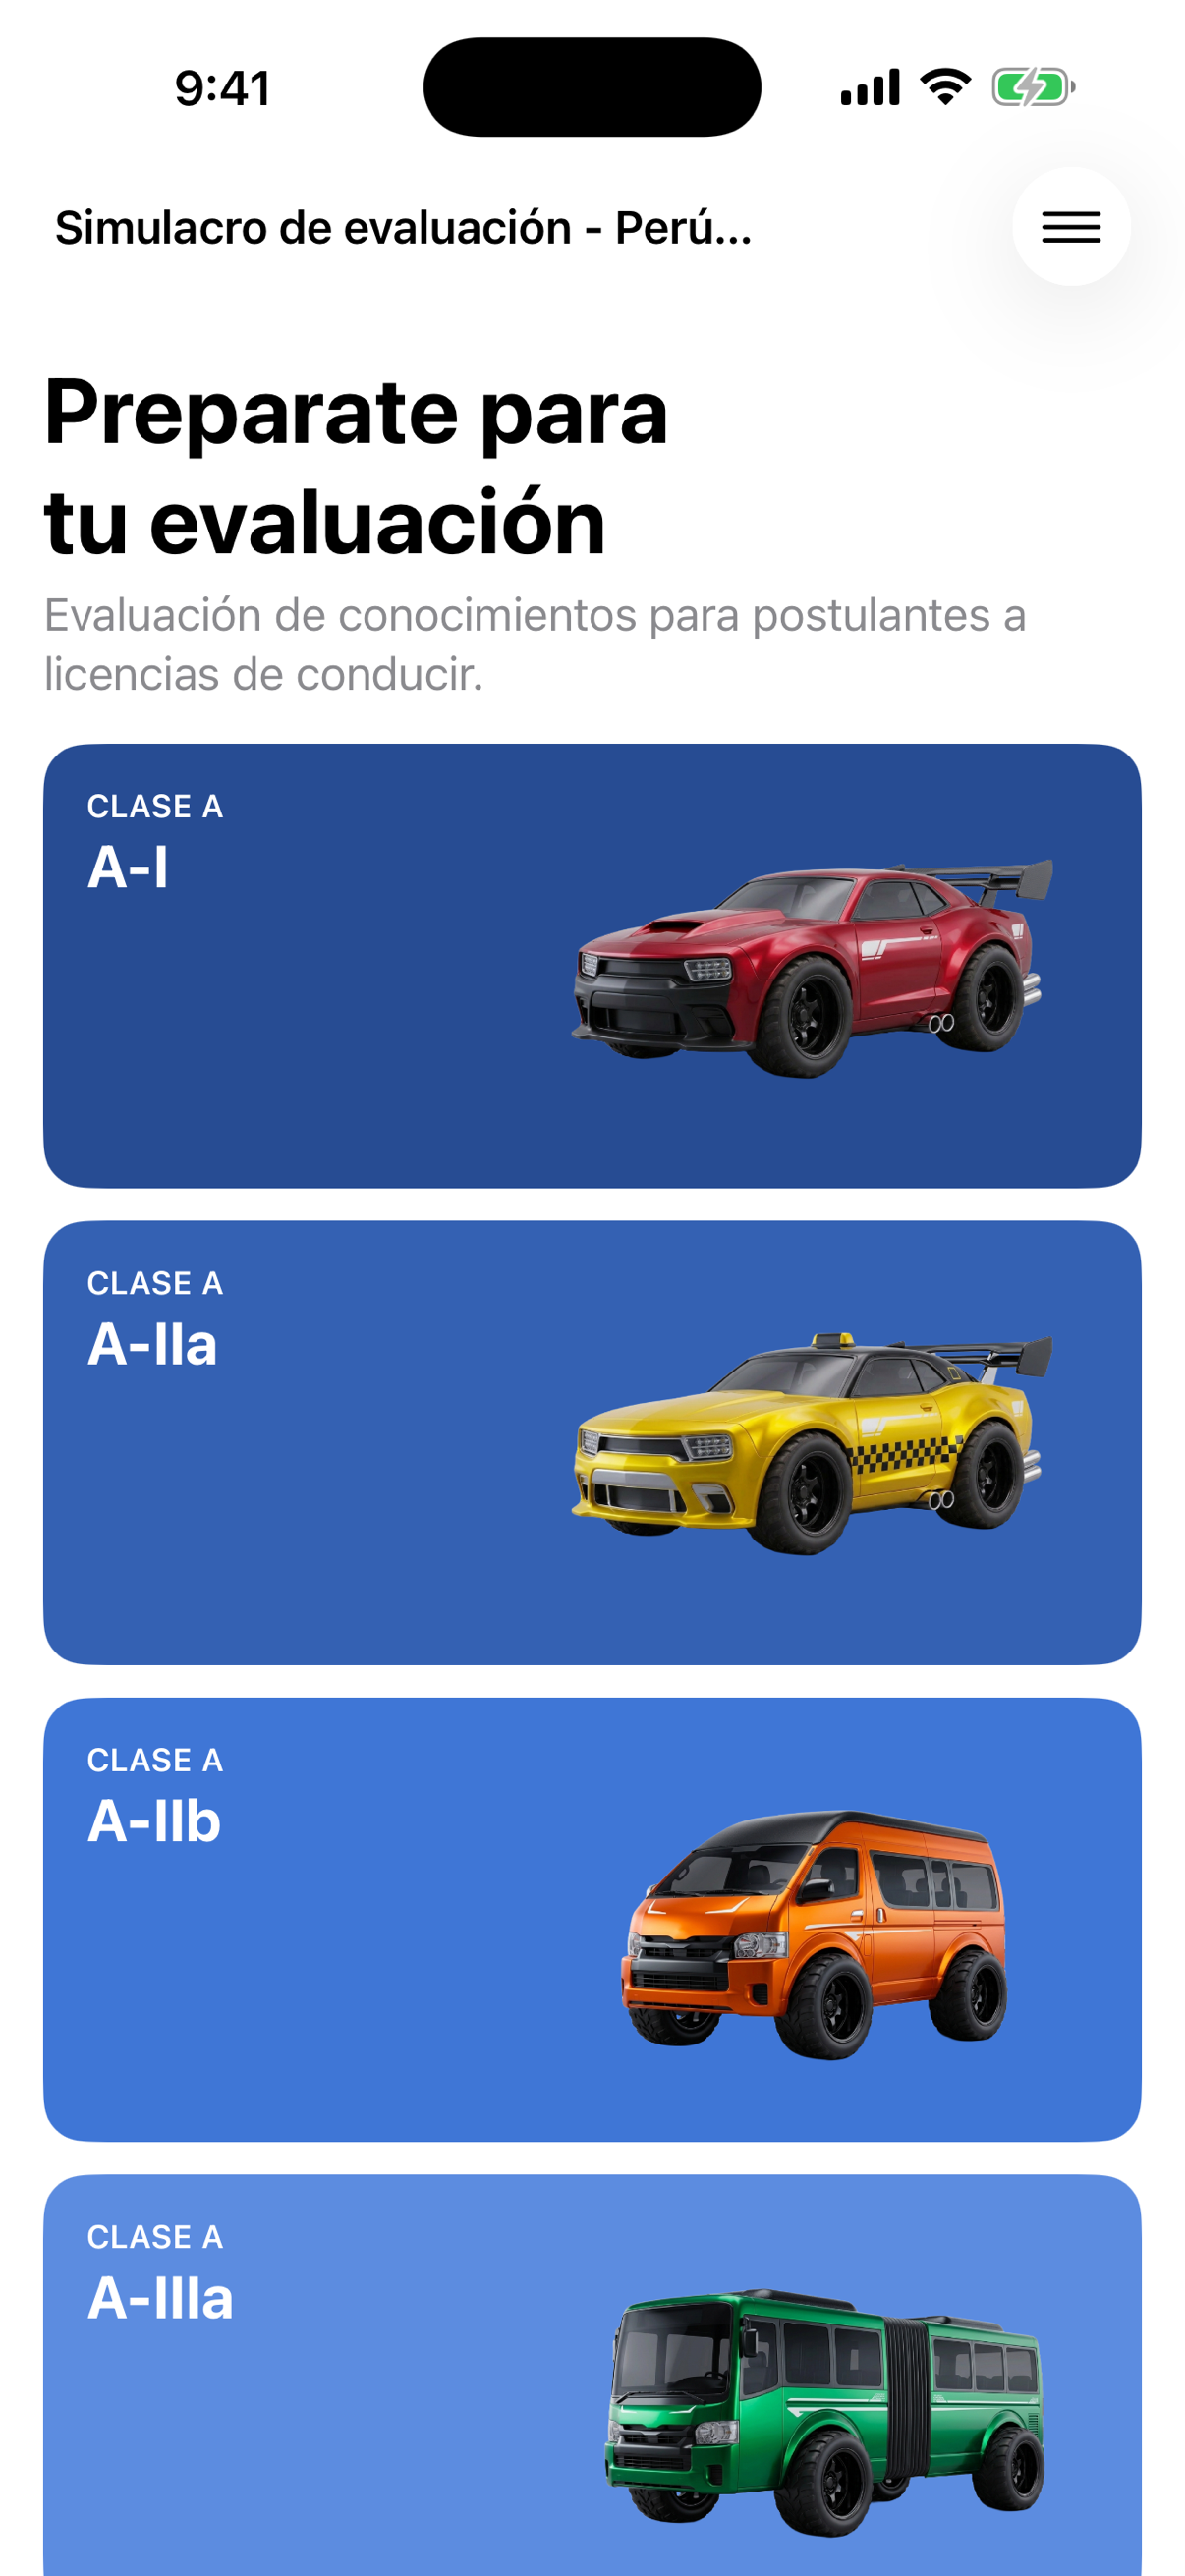 9:41
Simulacro de evaluación - Perú...
Preparate para
tu evaluación
Evaluación de conocimientos para postulantes a
licencias de conducir.
CLASE A
A-I
CLASE A
A-IIa
CLASE A
A-IIb
CLASE A
A-IIIa